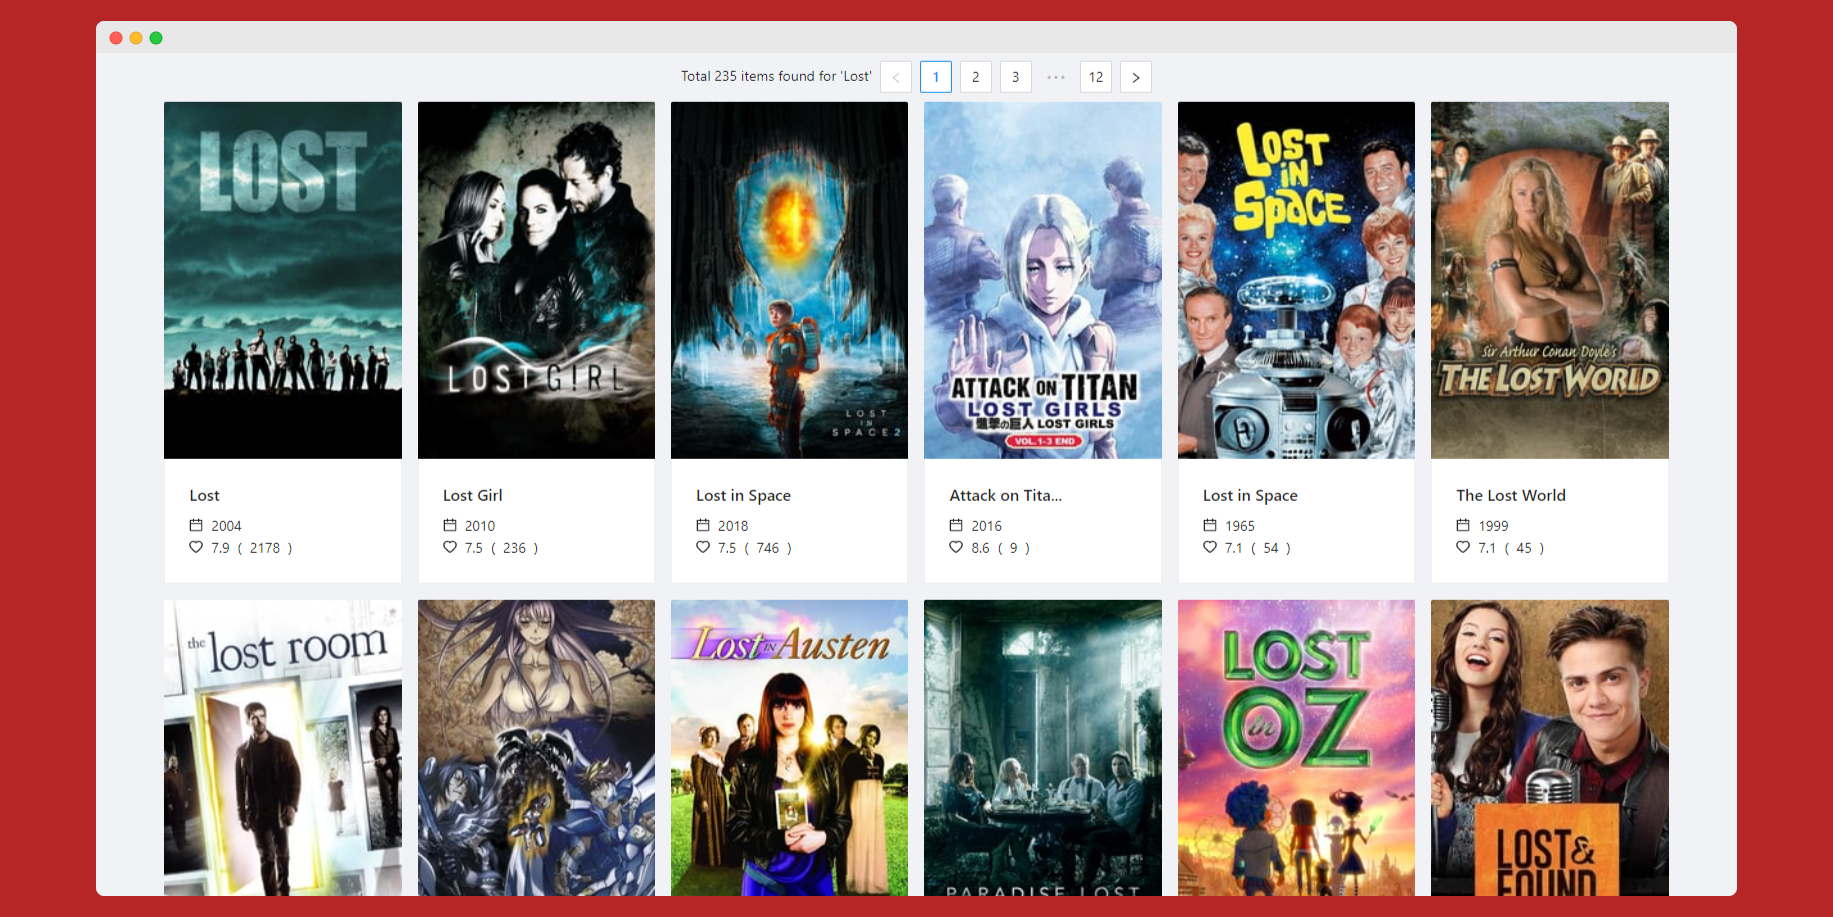 Total 235 items found for 'Lost' < 1 2 3 ••• 12 >
LOST
LOST GIRL
LOST
IN
SPACE 2
ATTACK ON TITAN
LOST GIRLS
進撃の巨人 LOST GIRLS
VOL. 1-3 END
LOST
IN
SPACE
Sir Arthur Conan Doyle's
THE LOST WORLD
Lost
2004
7.9 ( 2178 )
Lost Girl
2010
7.5 ( 236 )
Lost in Space
2018
7.5 ( 746 )
Attack on Tita...
2016
8.6 ( 9 )
Lost in Space
1965
7.1 ( 54 )
The Lost World
1999
7.1 ( 45 )
the lost room
Lost IN Austen
PARADISE LOST
LOST
in
OZ
LOST &
FOUND